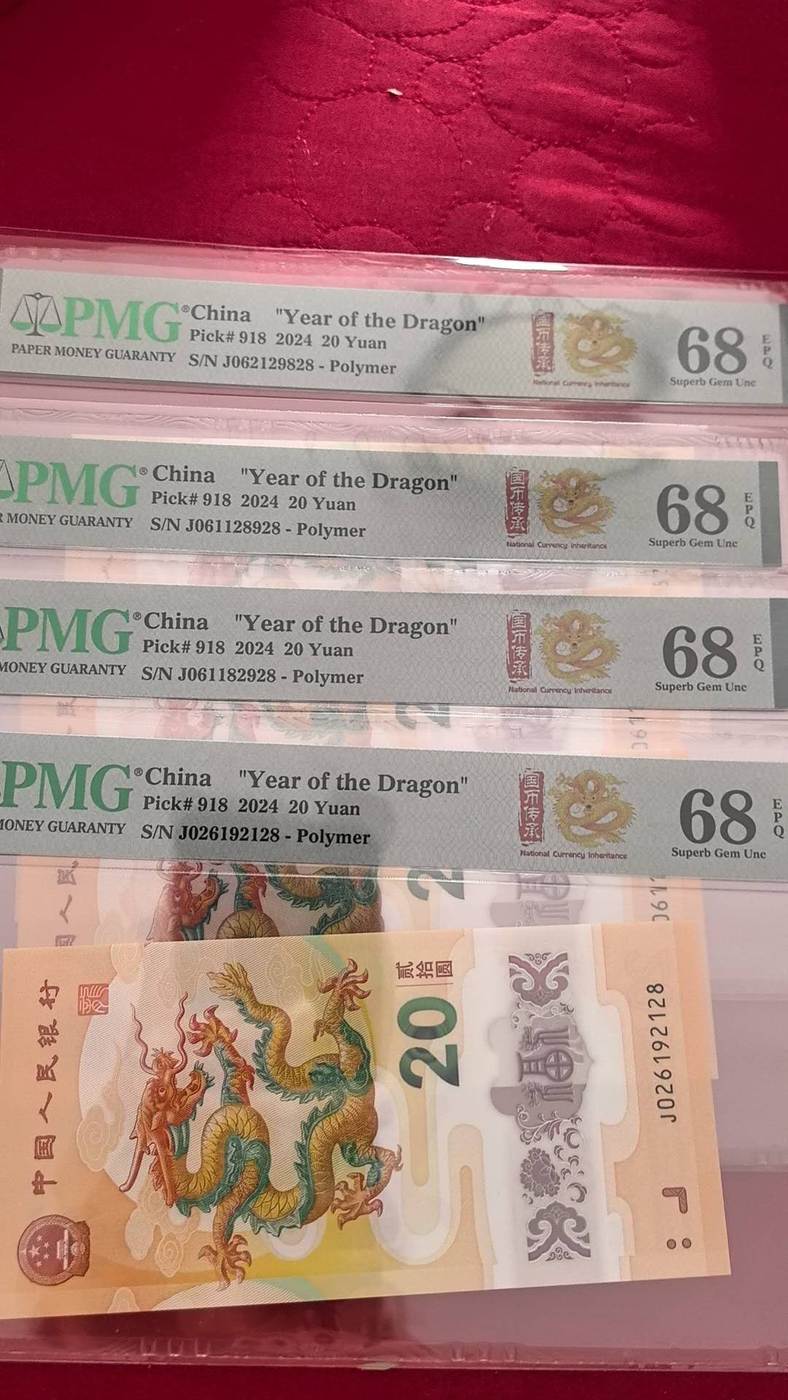 PMG®
PAPER MONEY GUARANTY
China "Year of the Dragon"
Pick# 918 2024 20 Yuan
S/N J062129828 - Polymer
国币传承
National Currency Inheritance
68
EPQ
Superb Gem Unc
PMG®
MONEY GUARANTY
China "Year of the Dragon"
Pick# 918 2024 20 Yuan
S/N J061128928 - Polymer
国币传承
National Currency Inheritance
68
EPQ
Superb Gem Unc
PMG®
MONEY GUARANTY
China "Year of the Dragon"
Pick# 918 2024 20 Yuan
S/N J061182928 - Polymer
国币传承
National Currency Inheritance
68
EPQ
Superb Gem Unc
PMG®
MONEY GUARANTY
China "Year of the Dragon"
Pick# 918 2024 20 Yuan
S/N J026192128 - Polymer
国币传承
National Currency Inheritance
68
EPQ
Superb Gem Unc
2
J061
国人民
中国人民银行
贰拾圆
20
福
J026192128